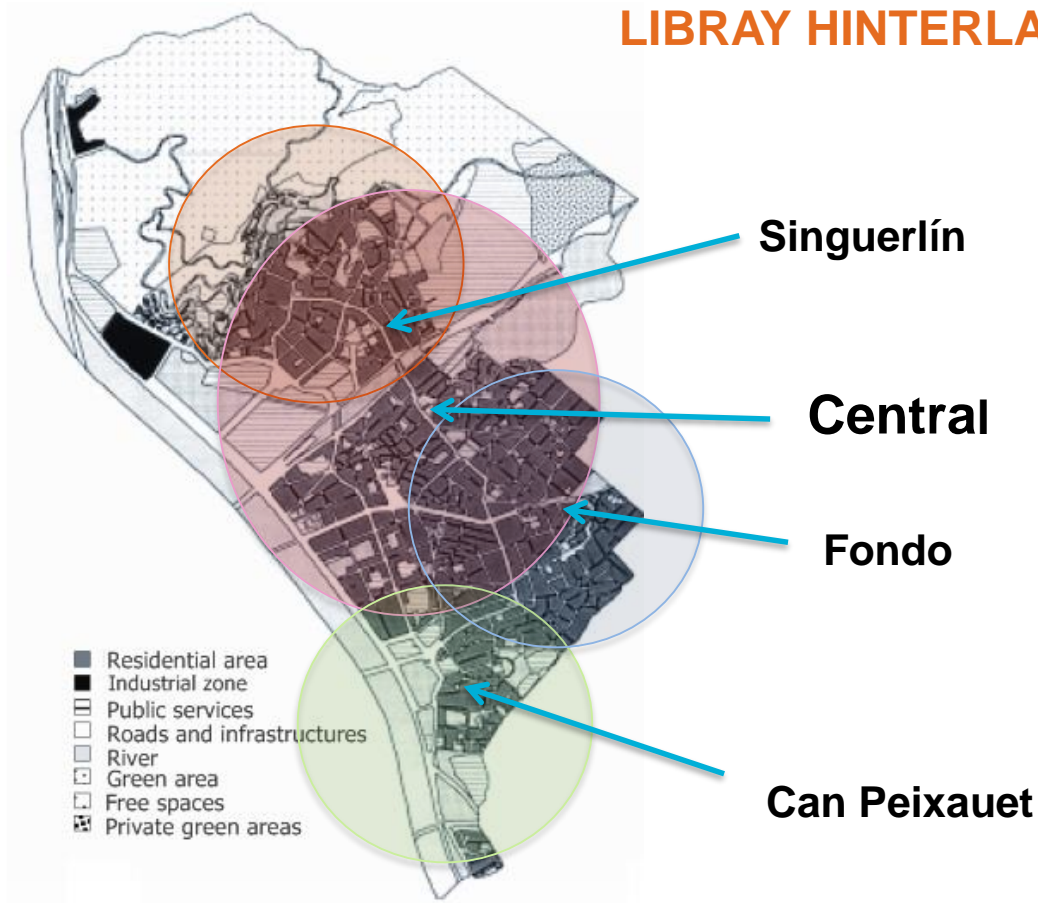 LIBRAY HINTERLA
Singuerlín
Central
Fondo
Residential area
Industrial zone
Public services
Roads and infrastructures
River
Green area
Free spaces
Private green areas
Can Peixauet